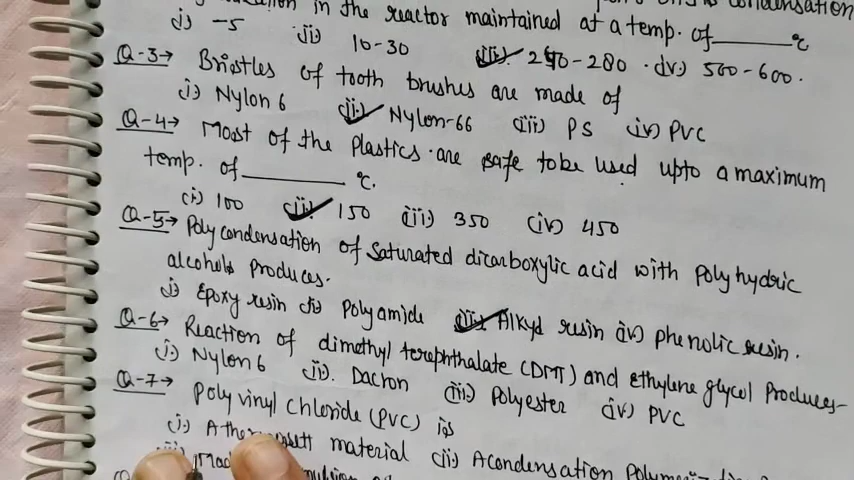 in the reactor maintained at a temp. of______°C
i) -5 ii) 10-30 iii) 240-280 . iv) 500-600.
Q-3→ Bristles of tooth brushes are made of
i) Nylon 6 ii) Nylon-66 iii) PS iv) PVC
Q-4→ Most of the plastics are safe to be used upto a maximum
temp. of________ °C.
i) 100 ii) 150 iii) 350 iv) 450
Q-5→ Polycondensation of saturated dicarboxylic acid with polyhydric
alcohols produces.
i) Epoxy resin ii) Polyamide iii) Alkyd resin iv) phenolic resin.
Q-6→ Reaction of dimethyl terephthalate (DMT) and ethylene glycol Produces-
i) Nylon 6 ii). Dacron iii) Polyester iv) PVC
Q-7→ Poly vinyl chloride (PVC) is
i) A material ii) A condensation Polymeri